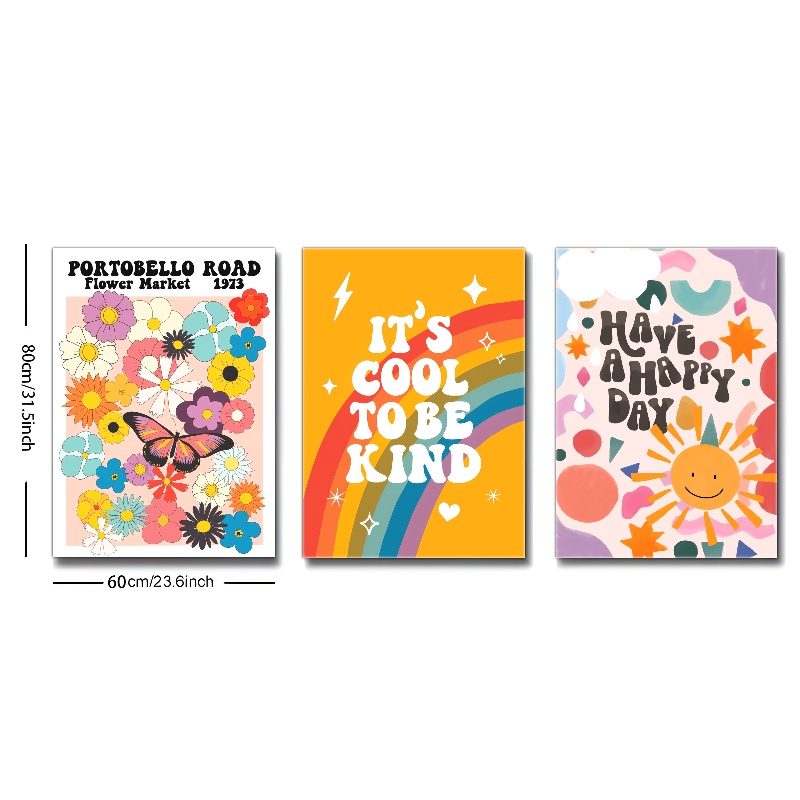 PORTOBELLO ROAD
Flower Market 1973
IT'S
COOL
TO BE
KIND
HAVE
A HAPPY
DAY
80cm/31.5inch
60cm/23.6inch